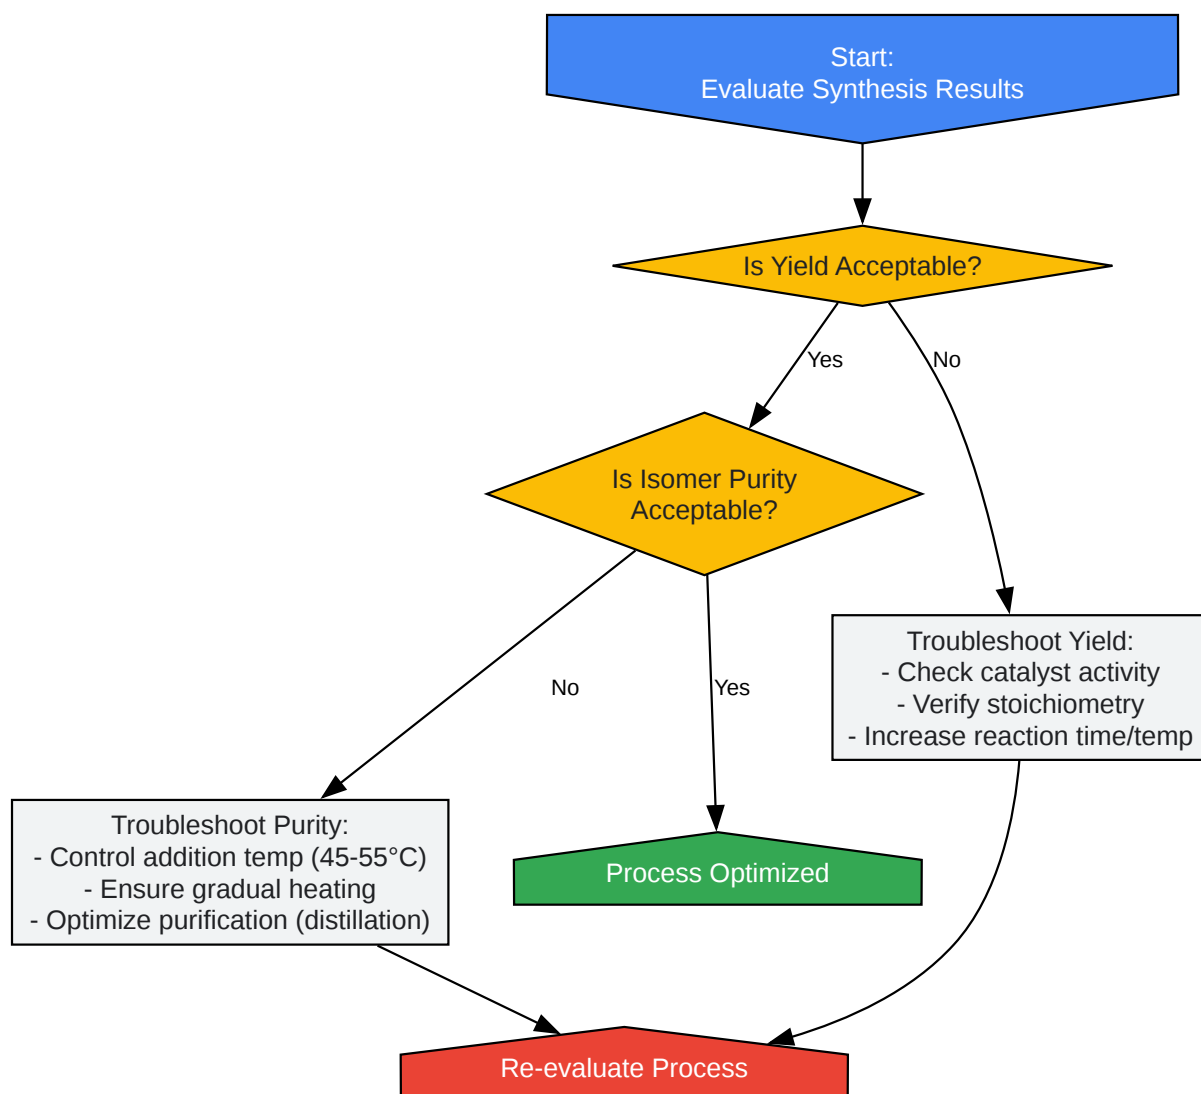 Start:
Evaluate Synthesis Results
Is Yield Acceptable?
Yes
No
Is Isomer Purity
Acceptable?
No
Yes
Troubleshoot Yield:
- Check catalyst activity
- Verify stoichiometry
- Increase reaction time/temp
Troubleshoot Purity:
- Control addition temp (45-55°C)
- Ensure gradual heating
- Optimize purification (distillation)
Process Optimized
Re-evaluate Process